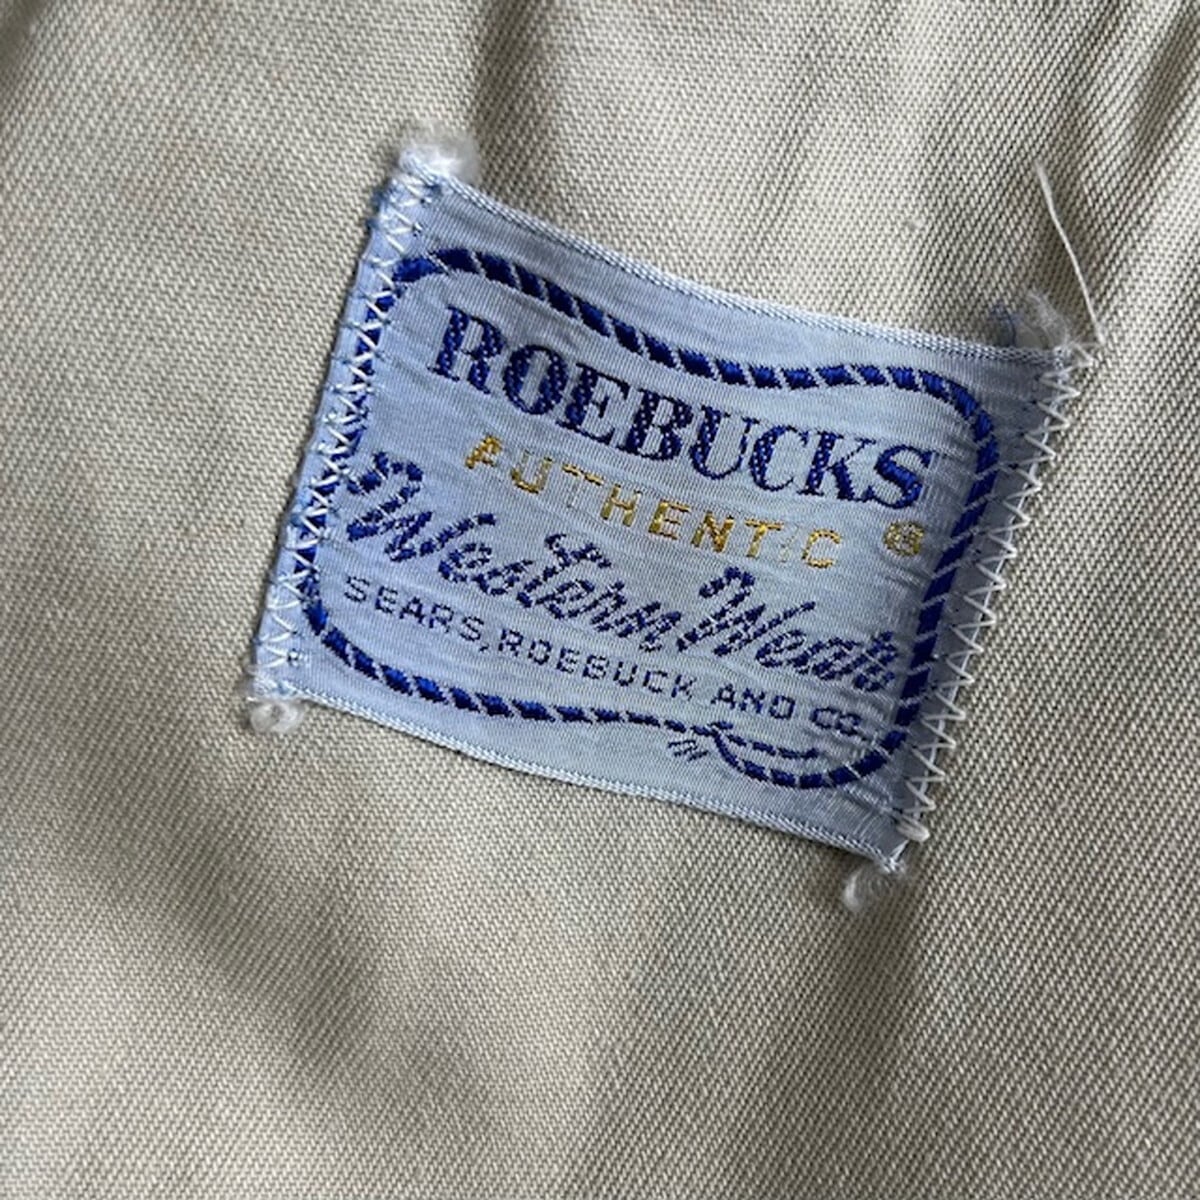 ROEBUCKS
AUTHENTIC ®
Western Wear
SEARS, ROEBUCK AND CO.